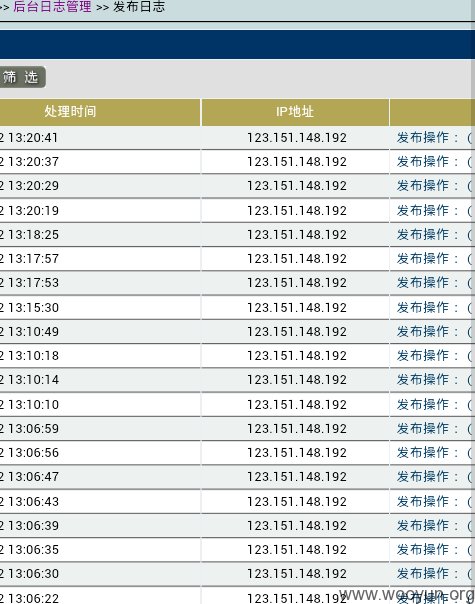 >> 后台日志管理 >> 发布日志
筛 选
处理时间 IP地址
2 13:20:41 123.151.148.192 发布操作：（
2 13:20:37 123.151.148.192 发布操作：（
2 13:20:29 123.151.148.192 发布操作：（
2 13:20:19 123.151.148.192 发布操作：（
2 13:18:25 123.151.148.192 发布操作：（
2 13:17:57 123.151.148.192 发布操作：（
2 13:17:53 123.151.148.192 发布操作：（
2 13:15:30 123.151.148.192 发布操作：（
2 13:10:49 123.151.148.192 发布操作：（
2 13:10:18 123.151.148.192 发布操作：（
2 13:10:14 123.151.148.192 发布操作：（
2 13:10:10 123.151.148.192 发布操作：（
2 13:06:59 123.151.148.192 发布操作：（
2 13:06:56 123.151.148.192 发布操作：（
2 13:06:47 123.151.148.192 发布操作：（
2 13:06:43 123.151.148.192 发布操作：（
2 13:06:39 123.151.148.192 发布操作：（
2 13:06:35 123.151.148.192 发布操作：（
2 13:06:30 123.151.148.192 发布操作：（
2 13:06:22 123.151.148.192 发布操作：（
www.wooyun.org